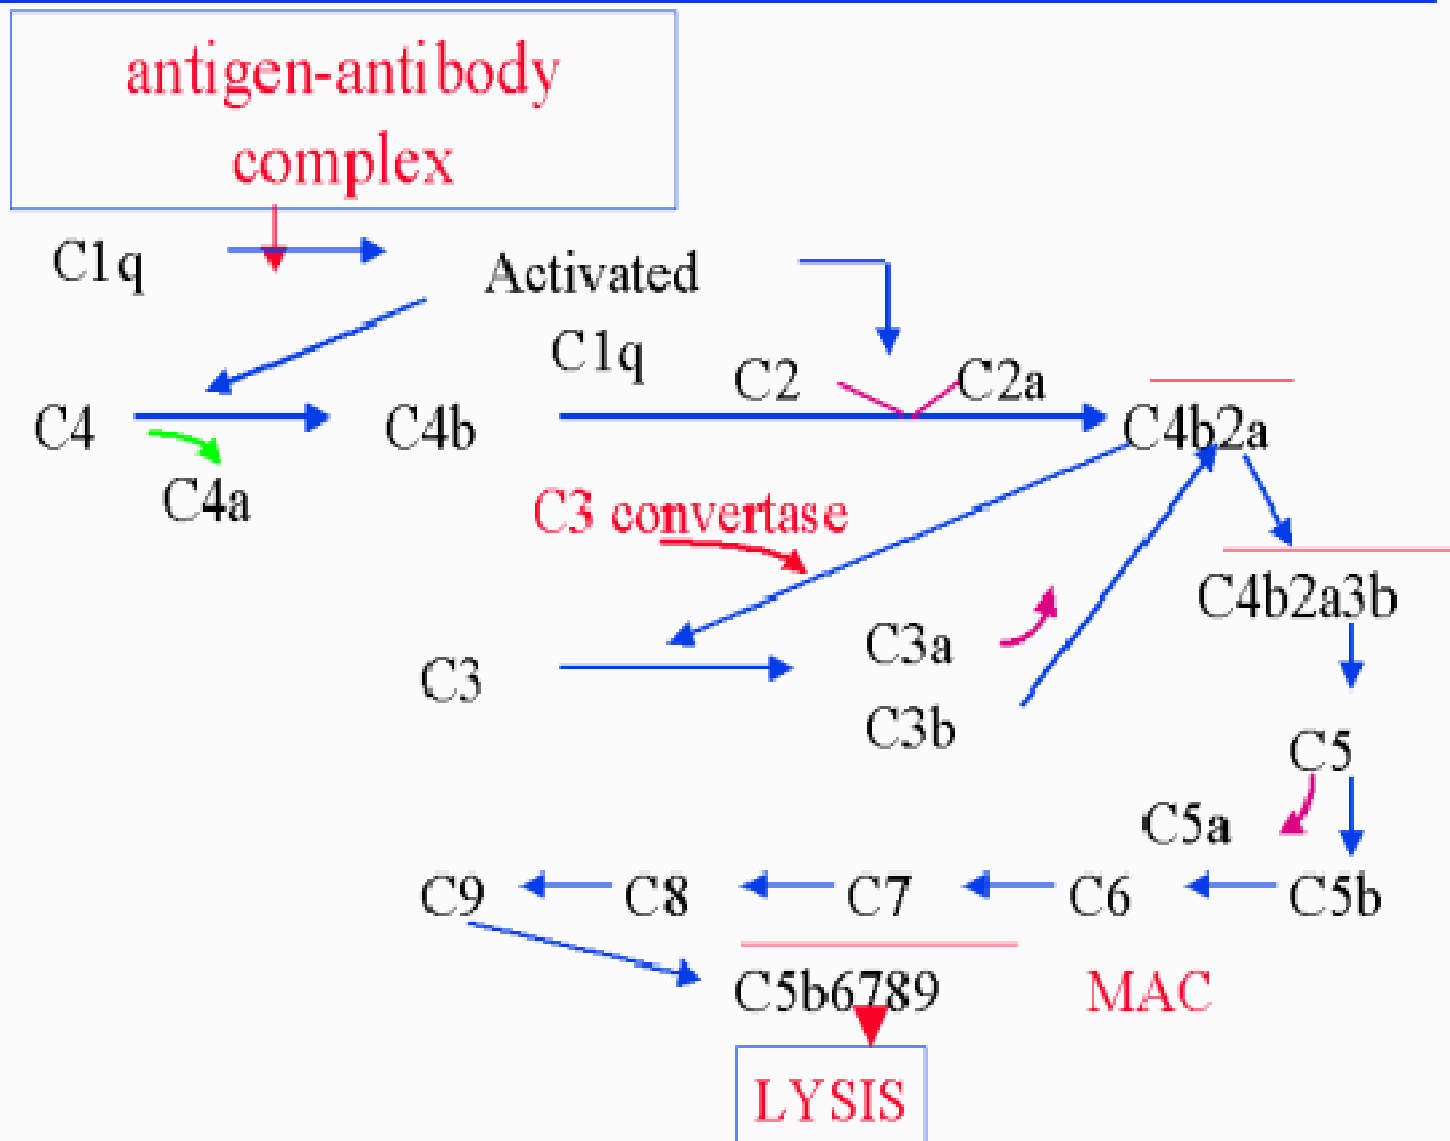 antigen-antibody
complex
C1q
Activated
C1q
C2
C2a
C4
C4b
C4b2a
C4a
C3 convertase
C4b2a3b
C3a
C3
C3b
C5
C5a
C9
C8
C7
C6
C5b
C5b6789
MAC
LYSIS